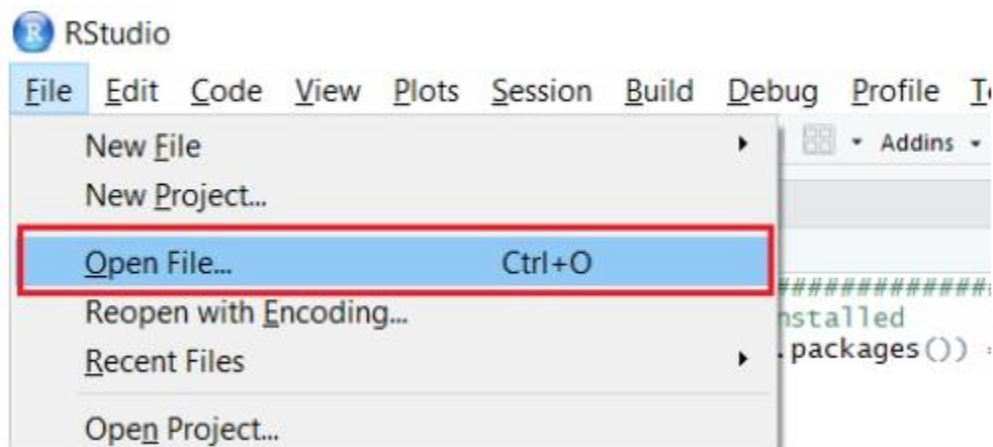 RStudio
File Edit Code View Plots Session Build Debug Profile
New File Addins
New Project...
Open File... Ctrl+O
##############
Reopen with Encoding... nstalled
Recent Files .packages())
Open Project...